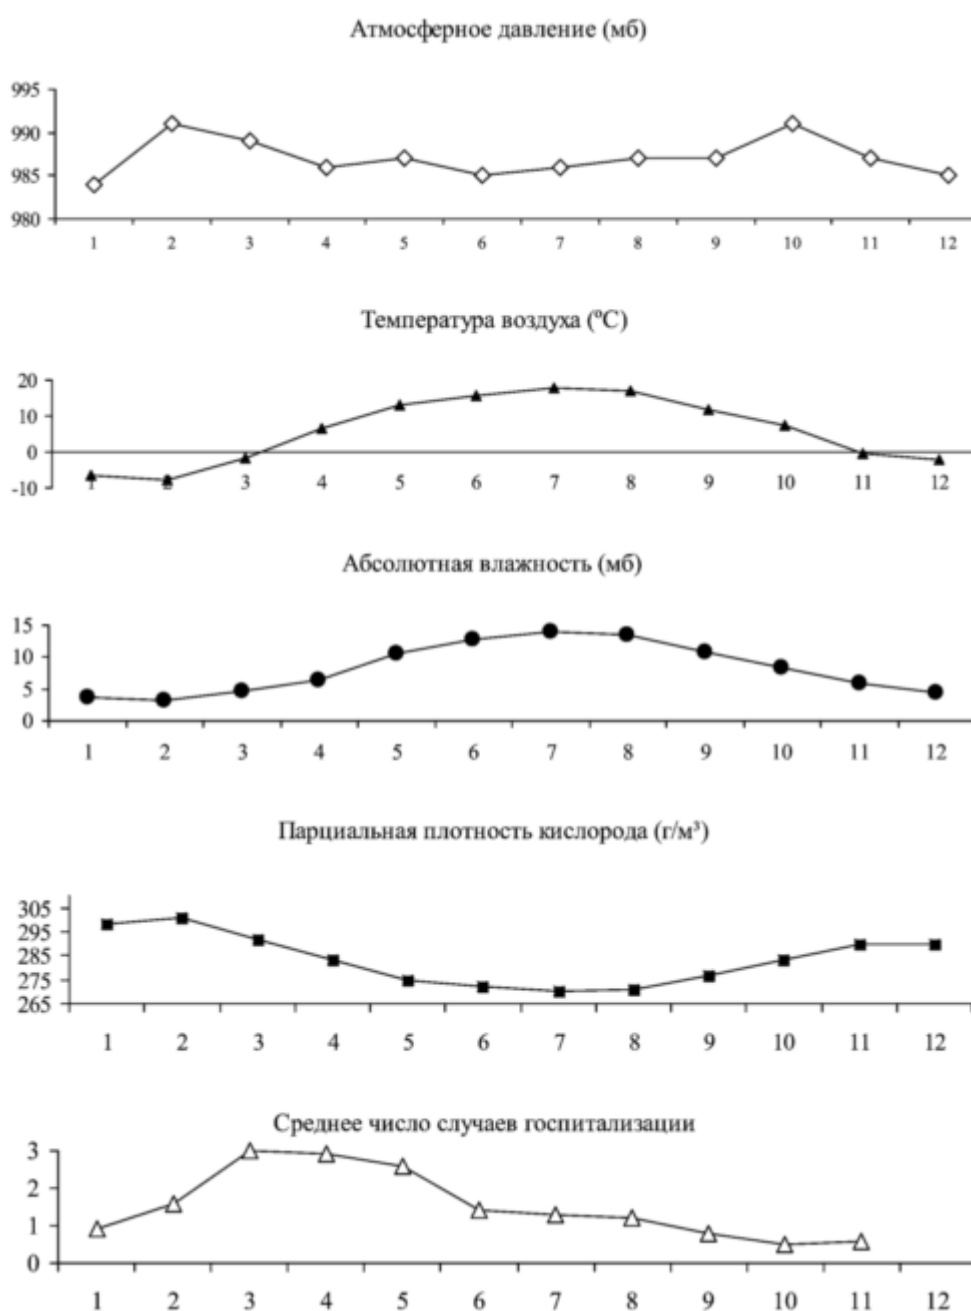 Атмосферное давление (мб)
995
990
985
980
1 2 3 4 5 6 7 8 9 10 11 12
Температура воздуха (ºС)
20
10
0
-10
1 2 3 4 5 6 7 8 9 10 11 12
Абсолютная влажность (мб)
15
10
5
0
1 2 3 4 5 6 7 8 9 10 11 12
Парциальная плотность кислорода (г/м³)
305
295
285
275
265
1 2 3 4 5 6 7 8 9 10 11 12
Среднее число случаев госпитализации
3
2
1
0
1 2 3 4 5 6 7 8 9 10 11 12